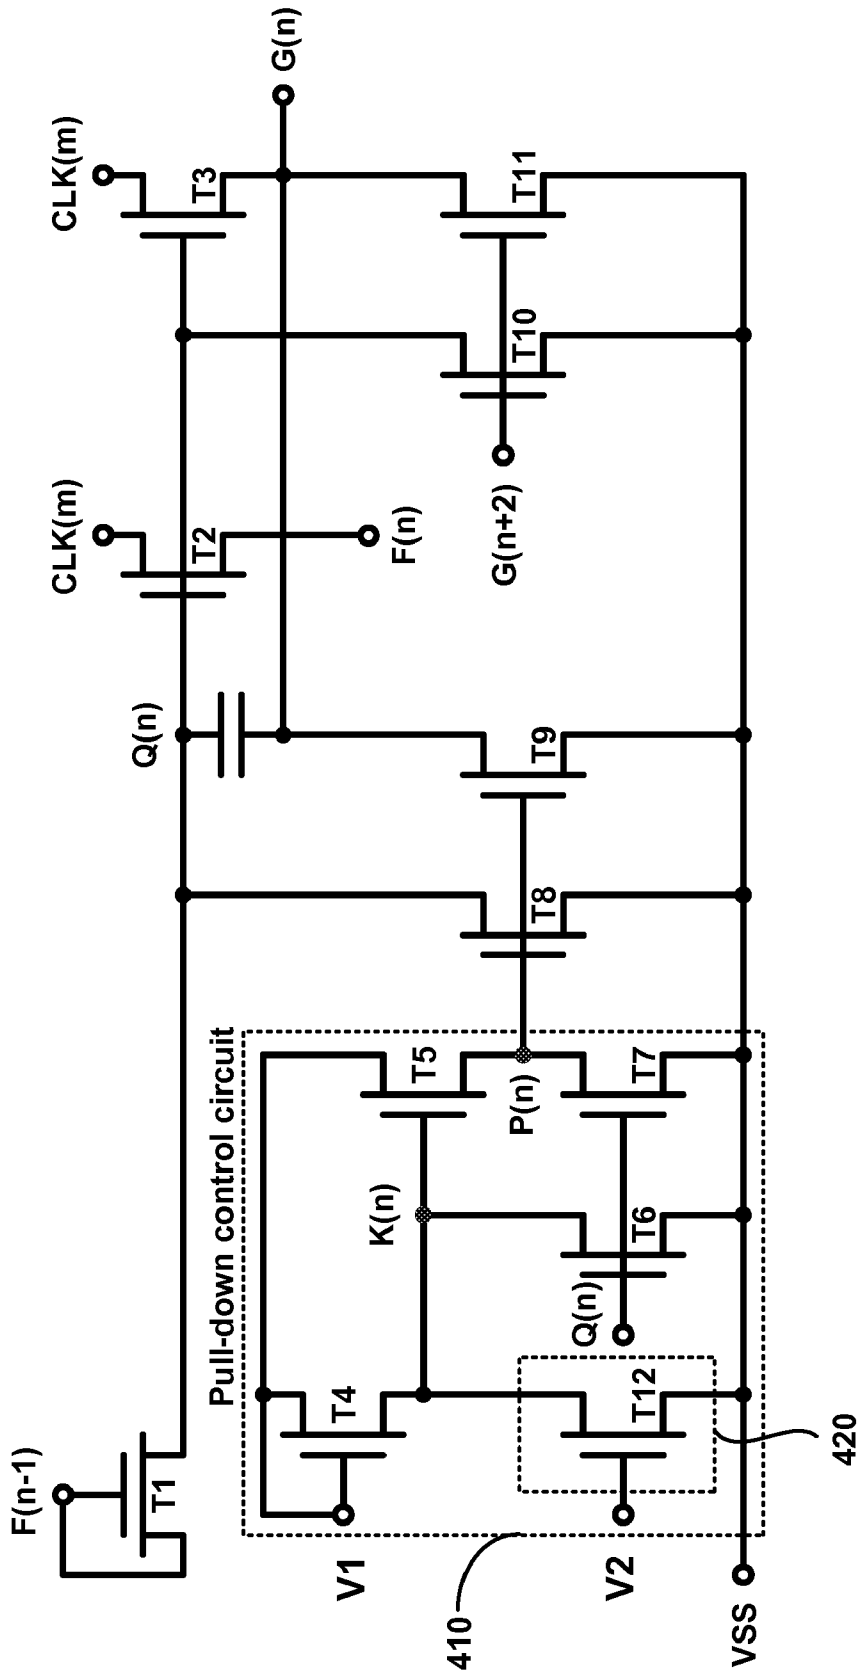 F(n-1)
T1
Q(n)
CLK(m)
T2
F(n)
CLK(m)
T3
G(n)
Pull-down control circuit
V1
T4
K(n)
T5
P(n)
T8
T9
G(n+2)
T10
T11
V2
T12
Q(n)
T6
T7
VSS
410
420